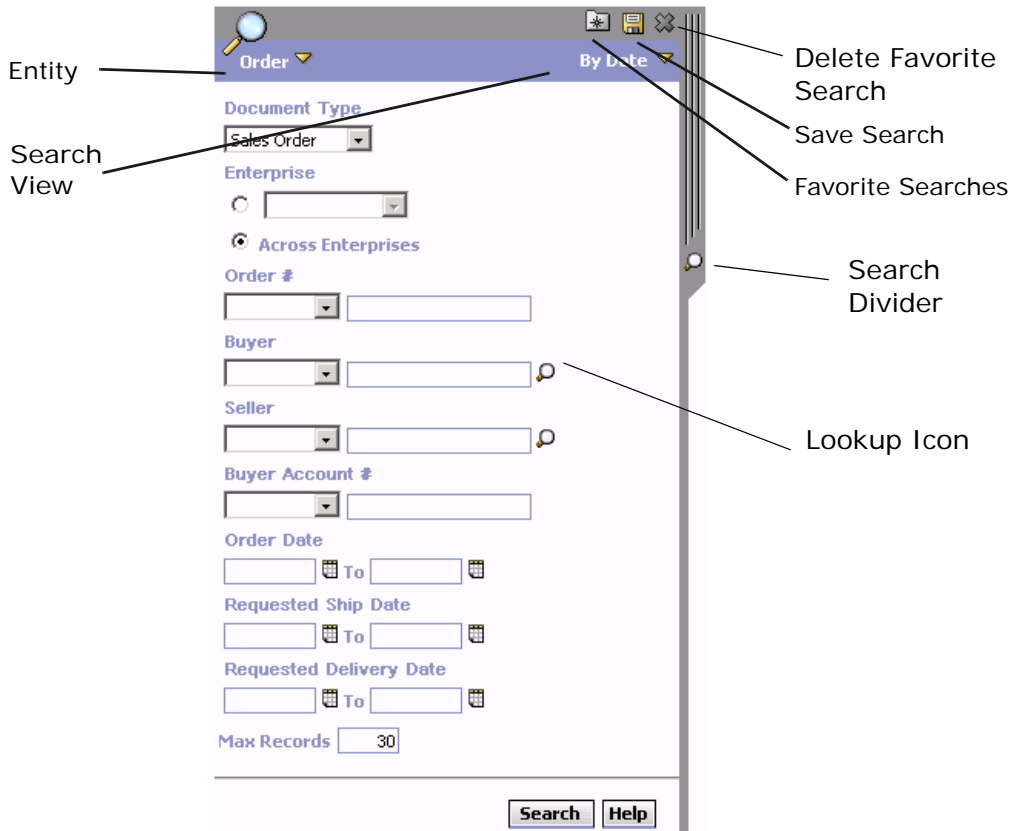 Order
By Date
Entity
Delete Favorite
Search
Document Type
Sales Order
Save Search
Search
View
Enterprise
Favorite Searches
Across Enterprises
Order #
Search
Divider
Buyer
Seller
Lookup Icon
Buyer Account #
Order Date
To
Requested Ship Date
To
Requested Delivery Date
To
Max Records 30
Search Help